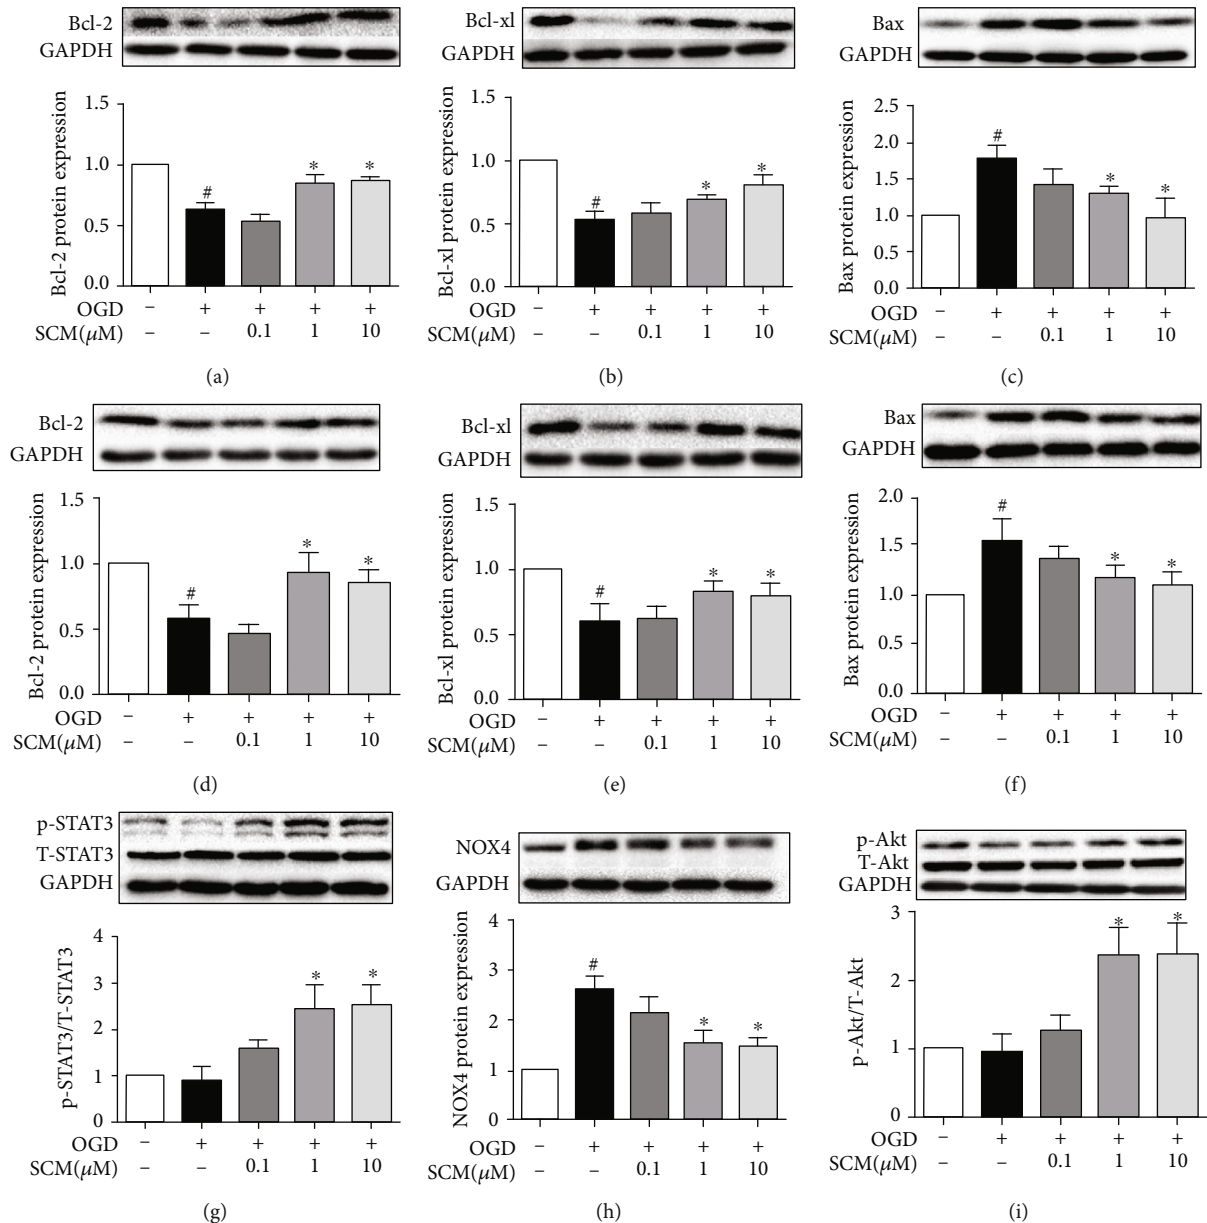 Bcl-2
GAPDH
Bcl-2 protein expression
1.5
1.0
0.5
0.0
#
*
*
OGD − + + + +
SCM(μM) − − 0.1 1 10
(a)
Bcl-xl
GAPDH
Bcl-xl protein expression
1.5
1.0
0.5
0.0
#
*
*
OGD − + + + +
SCM(μM) − − 0.1 1 10
(b)
Bax
GAPDH
Bax protein expression
2.5
2.0
1.5
1.0
0.5
0.0
#
*
*
OGD − + + + +
SCM(μM) − − 0.1 1 10
(c)
Bcl-2
GAPDH
Bcl-2 protein expression
1.5
1.0
0.5
0.0
#
*
*
OGD − + + + +
SCM(μM) − − 0.1 1 10
(d)
Bcl-xl
GAPDH
Bcl-xl protein expression
1.5
1.0
0.5
0.0
#
*
*
OGD − + + + +
SCM(μM) − − 0.1 1 10
(e)
Bax
GAPDH
Bax protein expression
2.0
1.5
1.0
0.5
0.0
#
*
*
OGD − + + + +
SCM(μM) − − 0.1 1 10
(f)
p-STAT3
T-STAT3
GAPDH
p-STAT3/T-STAT3
4
3
2
1
0
*
*
OGD − + + + +
SCM(μM) − − 0.1 1 10
(g)
NOX4
GAPDH
NOX4 protein expression
4
3
2
1
0
#
*
*
OGD − + + + +
SCM(μM) − − 0.1 1 10
(h)
p-Akt
T-Akt
GAPDH
p-Akt/T-Akt
3
2
1
0
*
*
OGD − + + + +
SCM(μM) − − 0.1 1 10
(i)